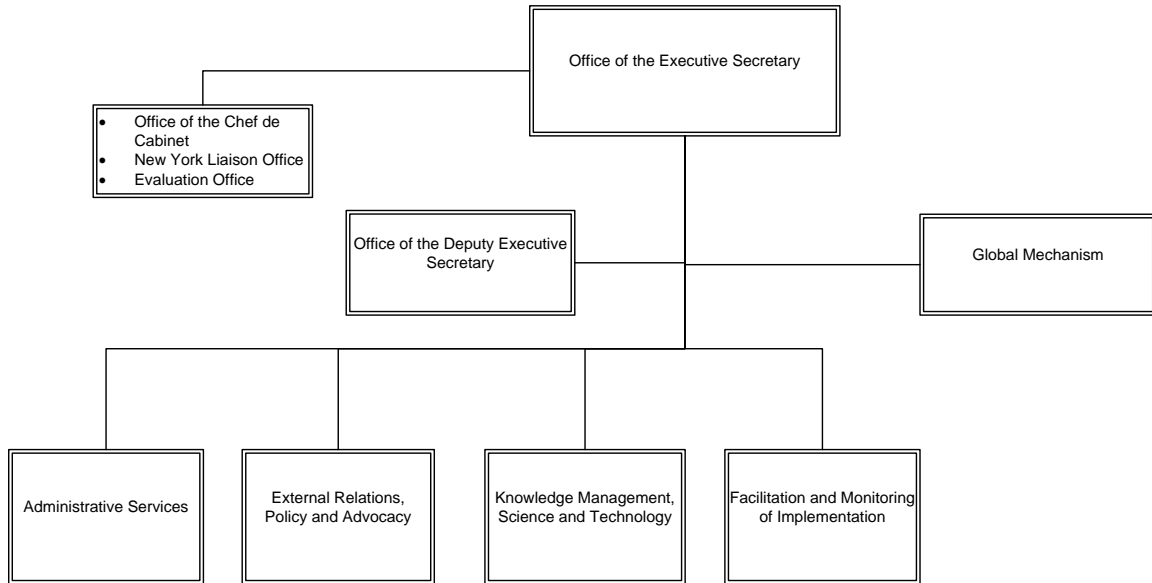 Office of the Executive Secretary
• Office of the Chef de
Cabinet
• New York Liaison Office
• Evaluation Office
Office of the Deputy Executive
Secretary
Global Mechanism
Administrative Services
External Relations,
Policy and Advocacy
Knowledge Management,
Science and Technology
Facilitation and Monitoring
of Implementation